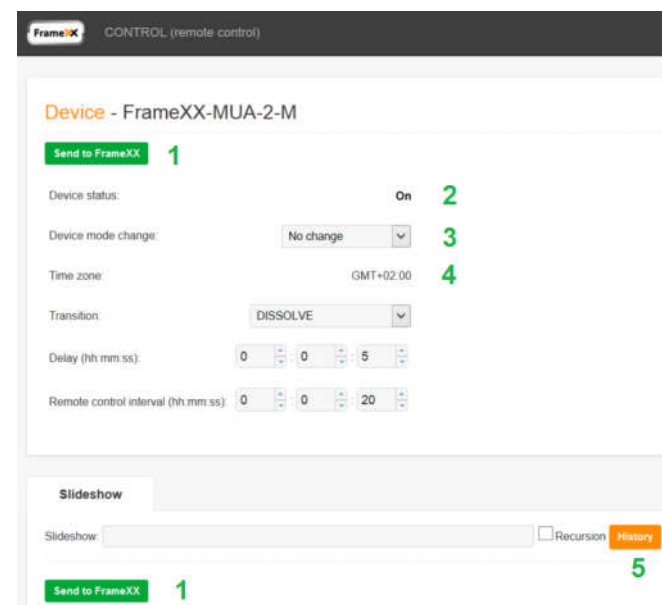 FrameXX CONTROL (remote control)
Device - FrameXX-MUA-2-M
Send to FrameXX 1
Device status: On 2
Device mode change: No change 3
Time zone: GMT+02:00 4
Transition: DISSOLVE
Delay (hh:mm:ss): 0 : 0 : 5
Remote control interval (hh:mm:ss): 0 : 0 : 20
Slideshow
Slideshow: Recursion History
5
Send to FrameXX 1